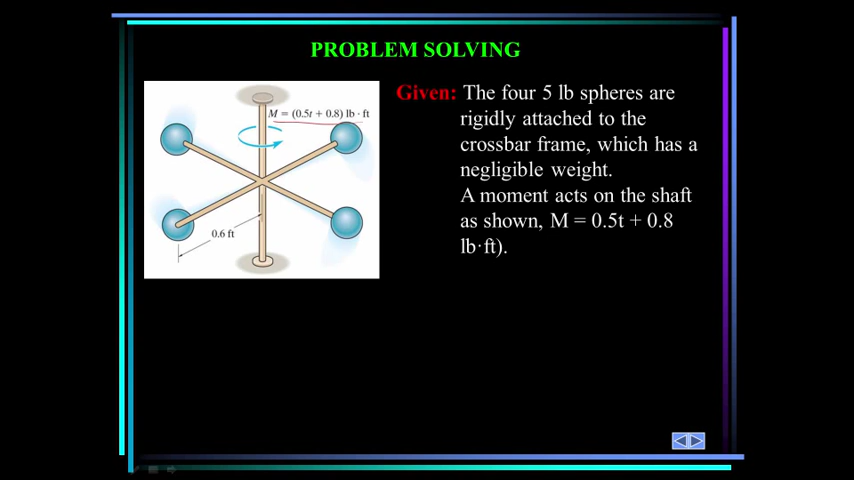 PROBLEM SOLVING
M = (0.5t + 0.8) lb · ft
0.6 ft
Given: The four 5 lb spheres are
rigidly attached to the
crossbar frame, which has a
negligible weight.
A moment acts on the shaft
as shown, M = 0.5t + 0.8
lb·ft).